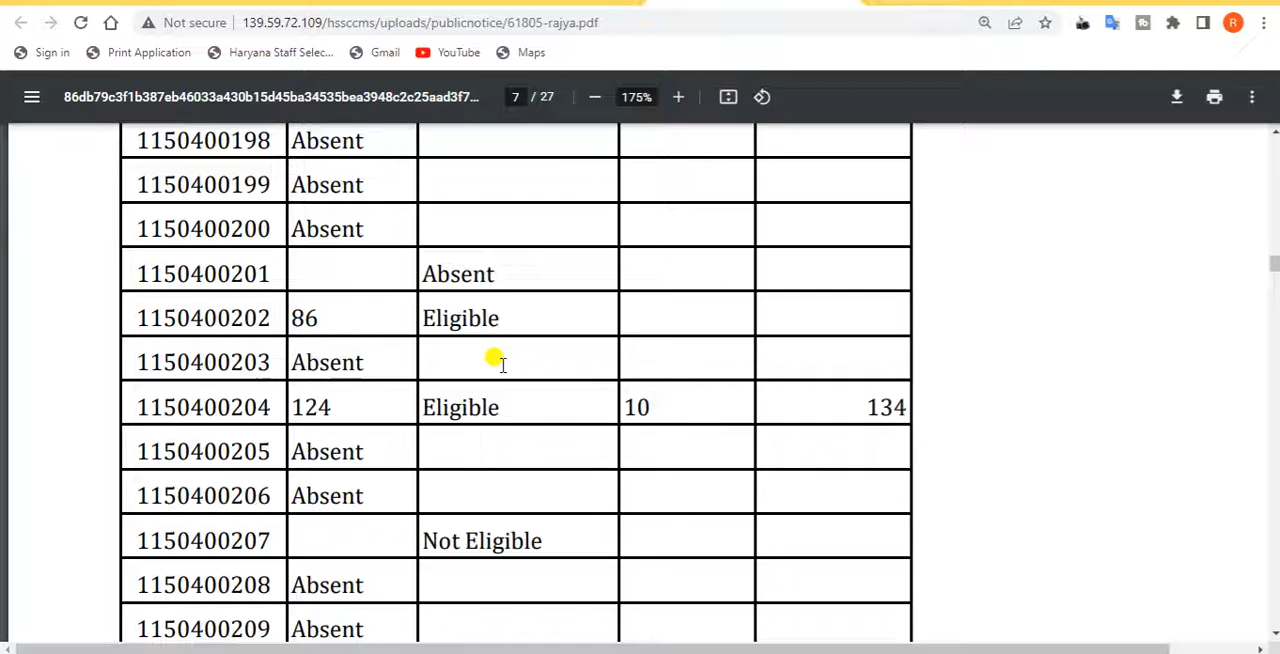 Not secure | 139.59.72.109/hssccms/uploads/publicnotice/61805-rajya.pdf R
Sign in Print Application Haryana Staff Selec... Gmail YouTube Maps
86db79c3f1b387eb46033a430b15d45ba34535bea3948c2c25aad3f7... 7 / 27 175%
1150400198 Absent
1150400199 Absent
1150400200 Absent
1150400201 Absent
1150400202 86 Eligible
1150400203 Absent
1150400204 124 Eligible 10 134
1150400205 Absent
1150400206 Absent
1150400207 Not Eligible
1150400208 Absent
1150400209 Absent